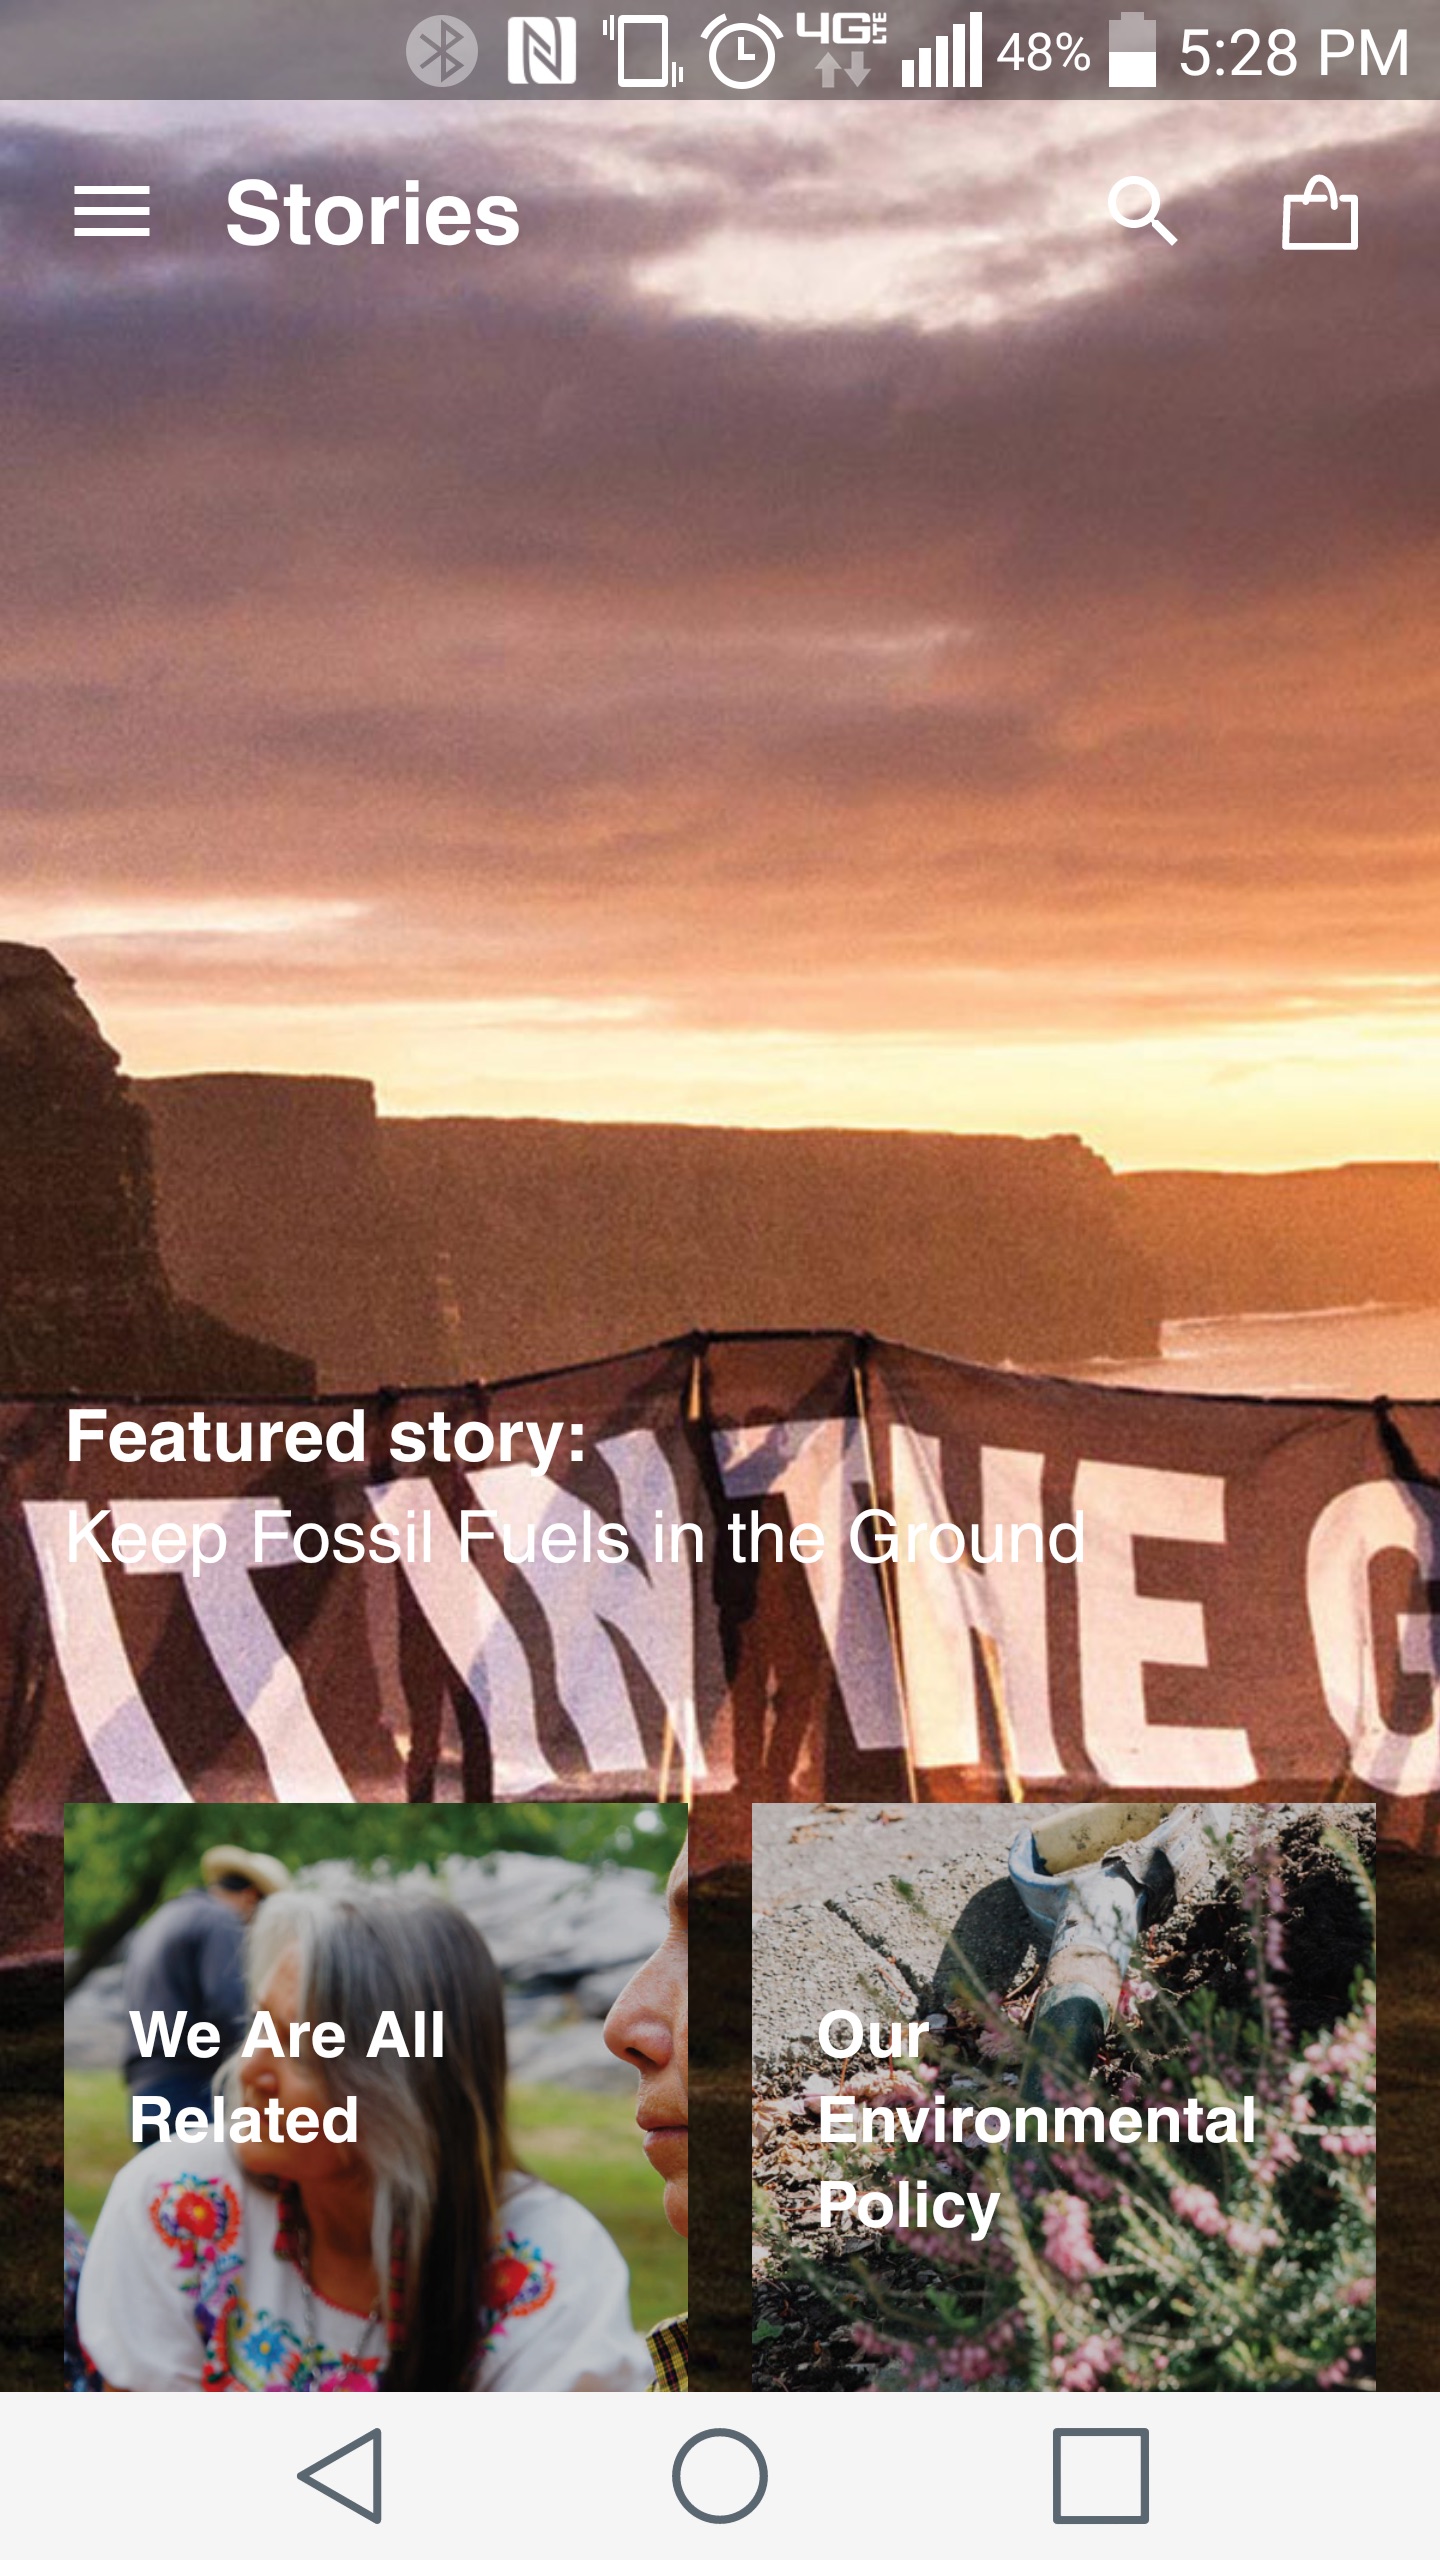 4G LTE 48% 5:28 PM
Stories
Featured story:
Keep Fossil Fuels in the Ground
IT IN THE G
We Are All
Related
Our
Environmental
Policy